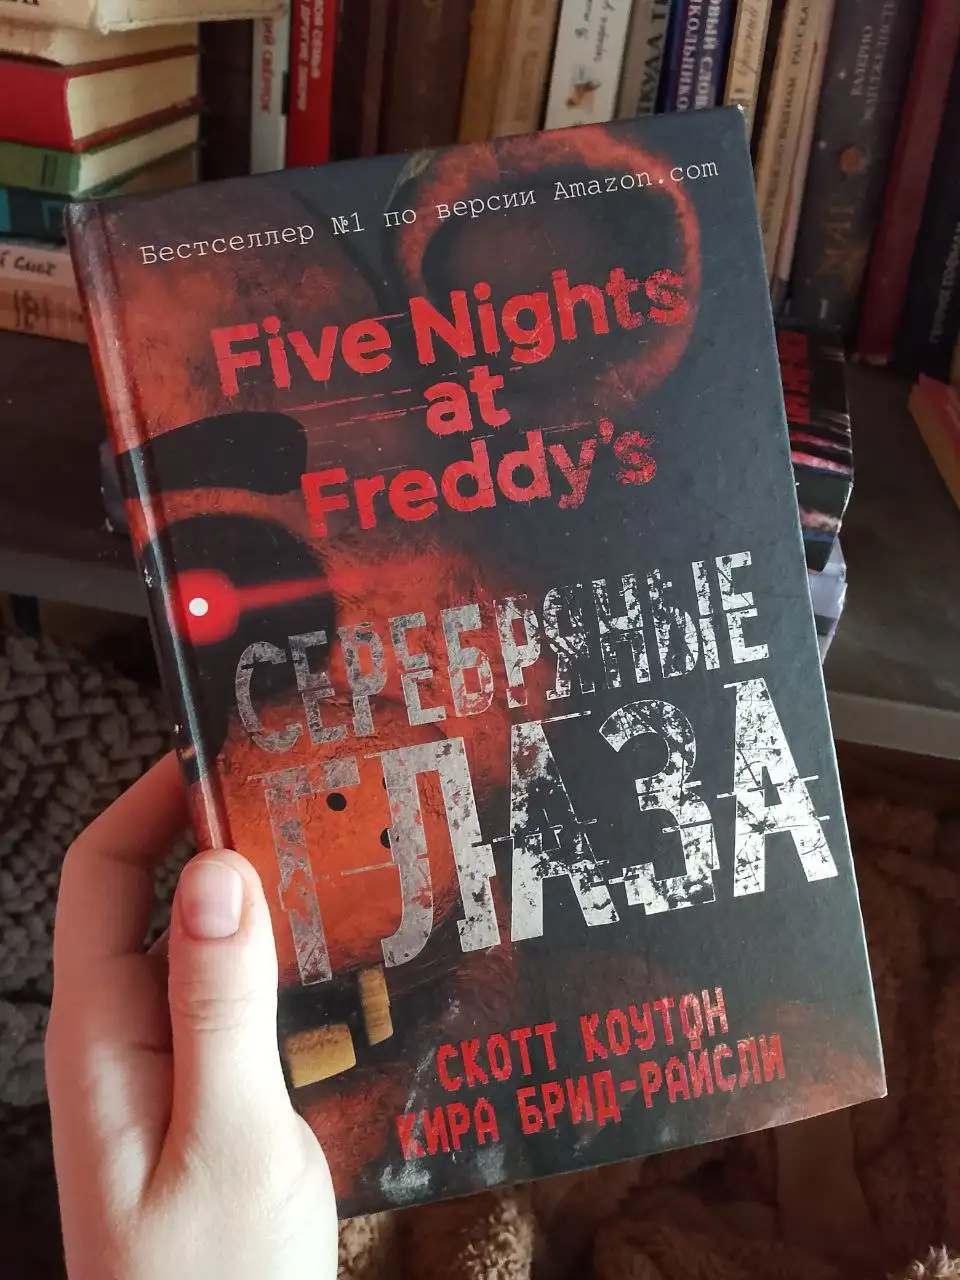 Бестселлер №1 по версии Amazon.com
Five Nights
at
Freddy's
СЕРЕБРЯНЫЕ
ГЛАЗА
СКОТТ КОУТОН
КИРА БРИД-РАЙСЛИ